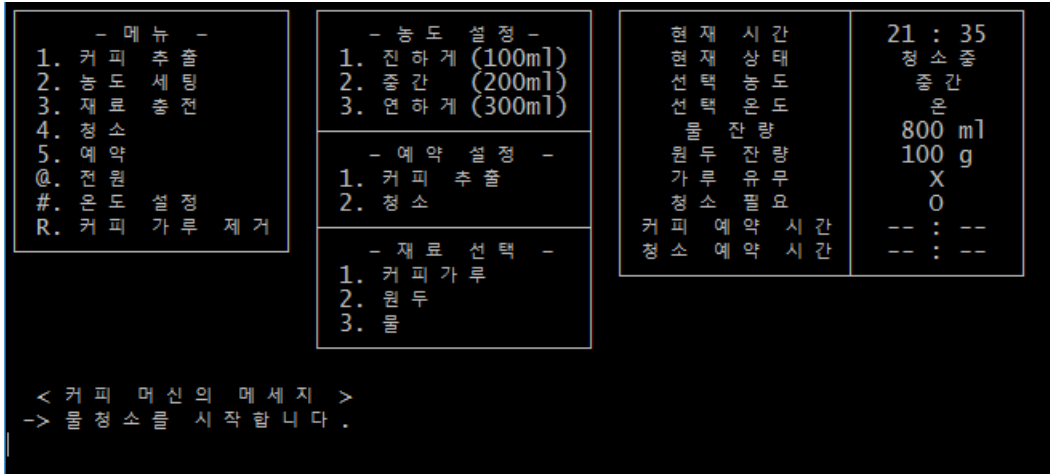 - 메뉴 -
1. 커피 추출
2. 농도 세팅
3. 재료 충전
4. 청소
5. 예약
@. 전원
#. 온도 설정
R. 커피 가루 제거
- 농도 설정-
1. 진하게(100ml)
2. 중간 (200ml)
3. 연하게(300ml)
- 예약 설정 -
1. 커피 추출
2. 청소
- 재료 선택 -
1. 커피가루
2. 원두
3. 물
현재 시간 21 : 35
현재 상태 청소중
선택 농도 중간
선택 온도 온
물 잔량 800 ml
원두 잔량 100 g
가루 유무 X
청소 필요 O
커피 예약 시간 -- : --
청소 예약 시간 -- : --
< 커피 머신의 메세지 >
-> 물청소를 시작합니다.